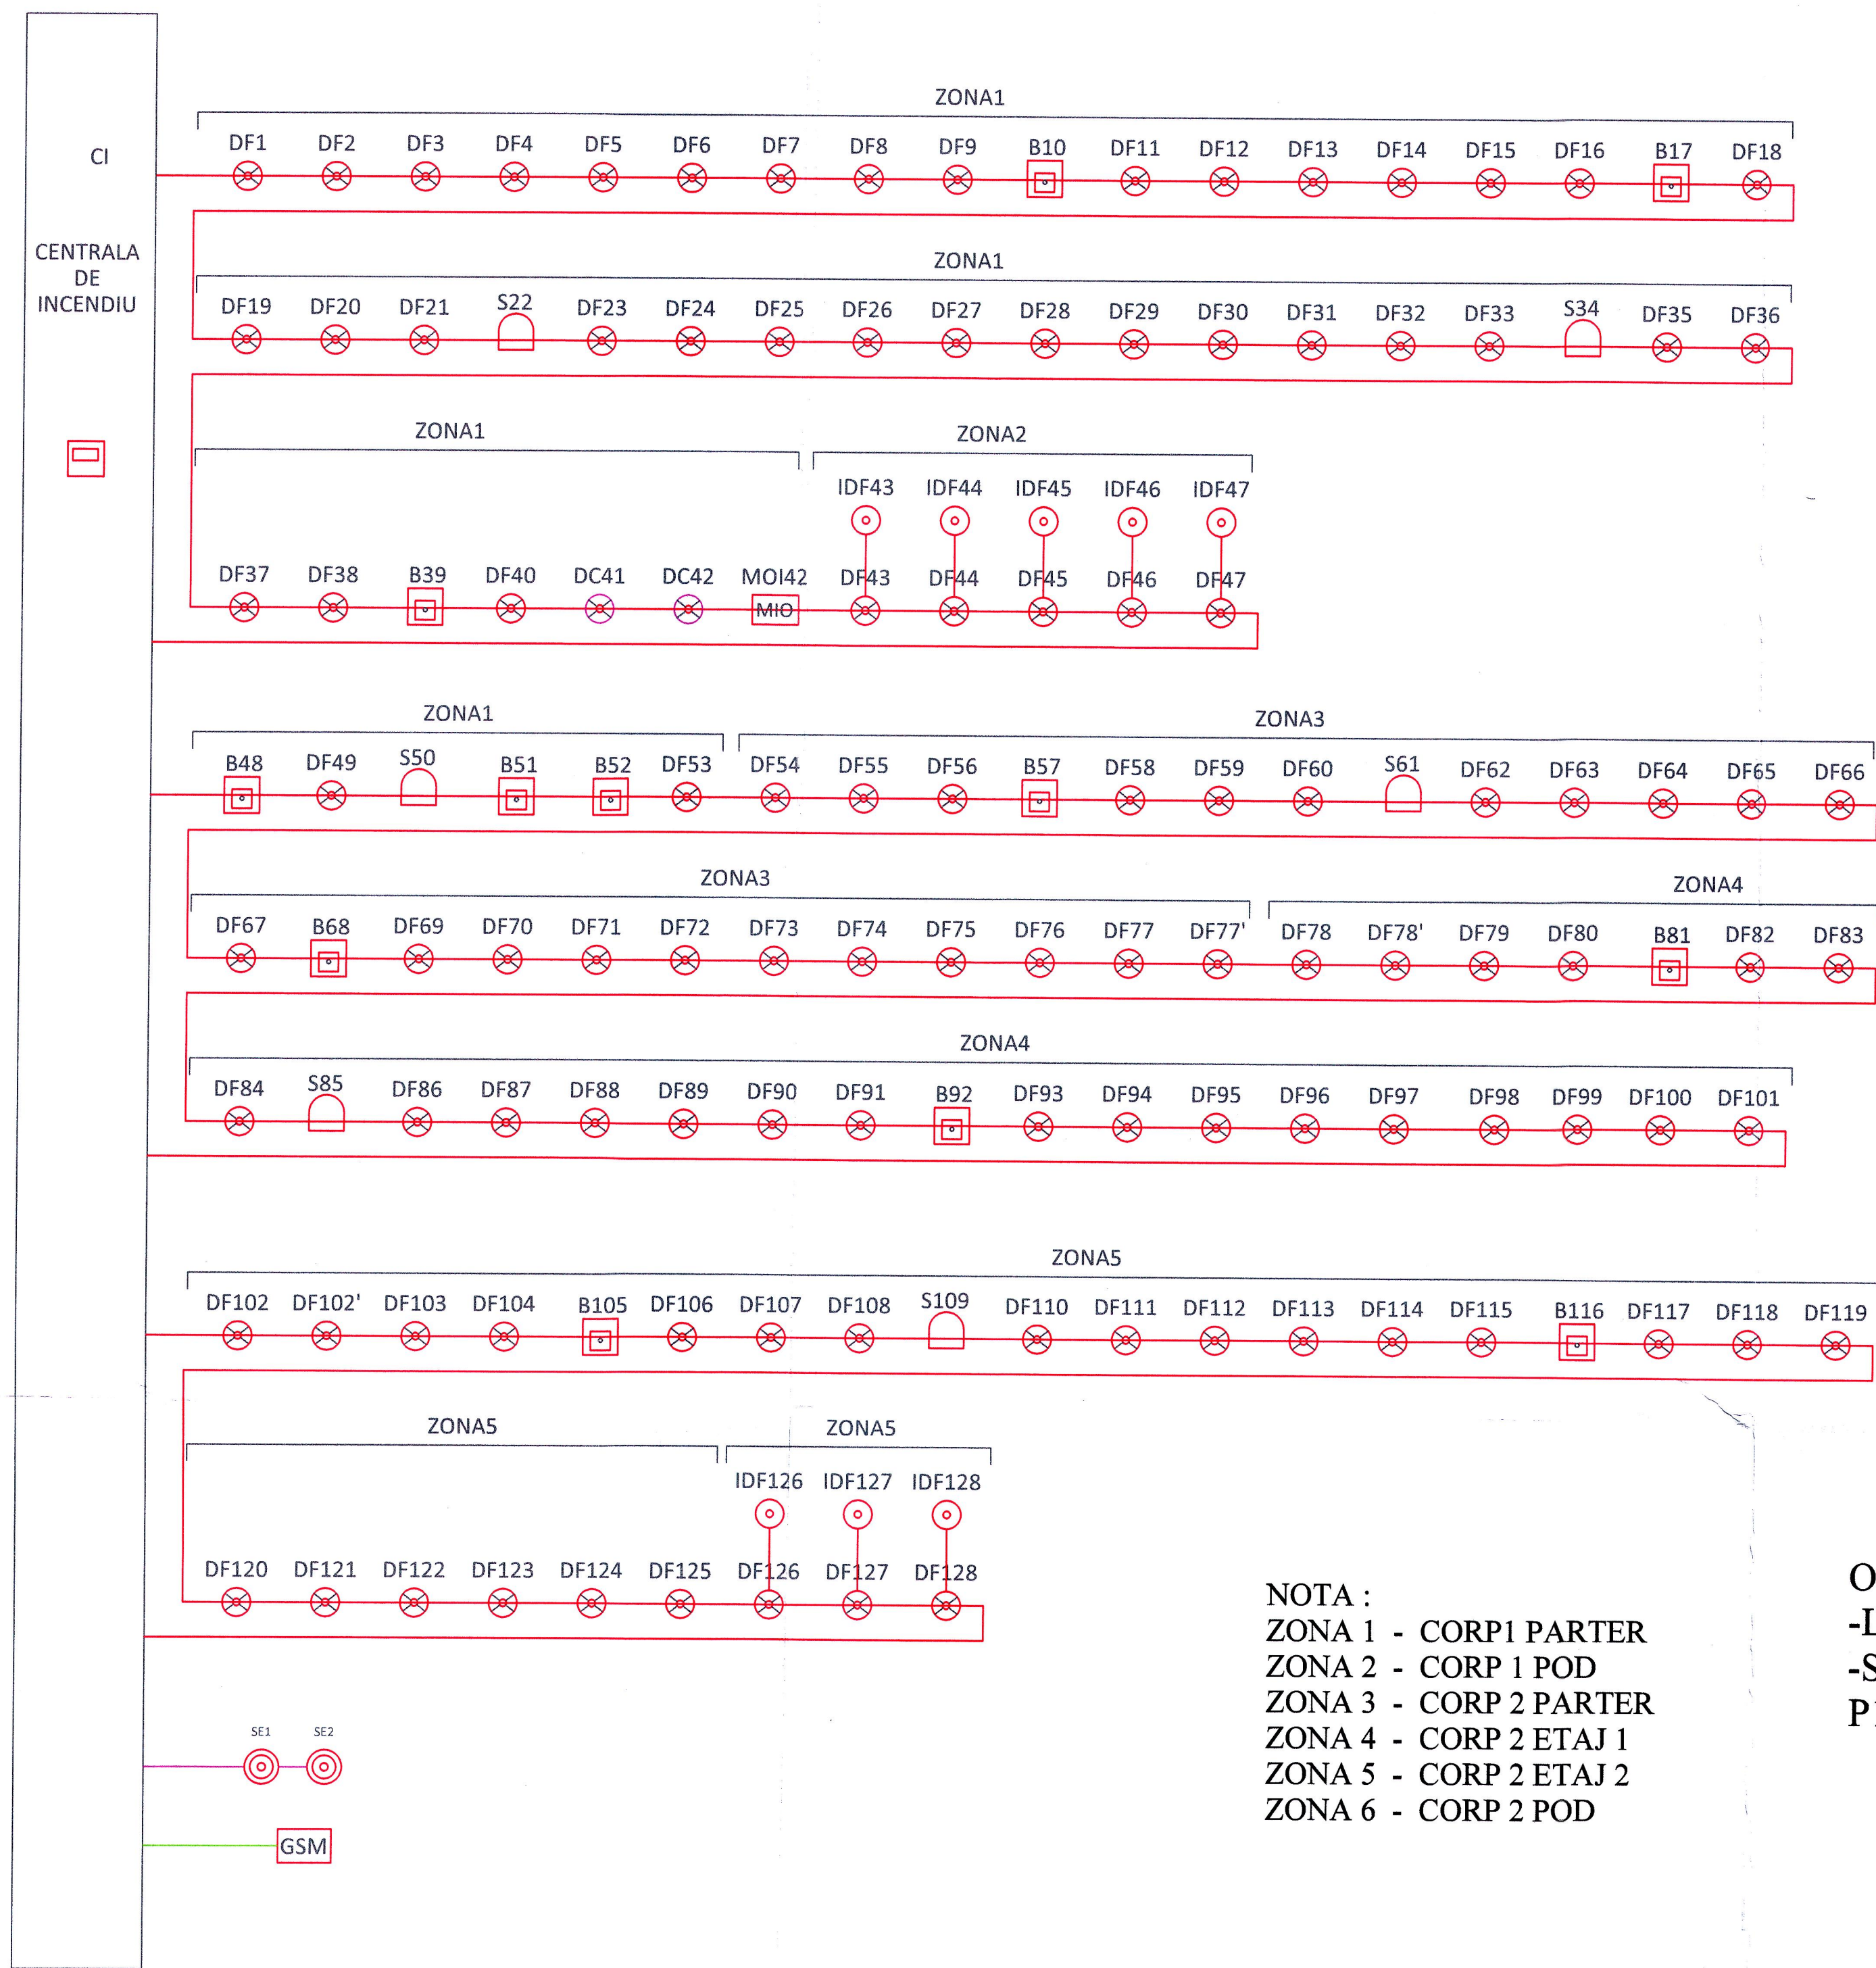 ZONA1
CI
DF1 DF2 DF3 DF4 DF5 DF6 DF7 DF8 DF9 B10 DF11 DF12 DF13 DF14 DF15 DF16 B17 DF18
CENTRALA
DE
INCENDIU
ZONA1
DF19 DF20 DF21 S22 DF23 DF24 DF25 DF26 DF27 DF28 DF29 DF30 DF31 DF32 DF33 S34 DF35 DF36
ZONA1 ZONA2
IDF43 IDF44 IDF45 IDF46 IDF47
DF37 DF38 B39 DF40 DC41 DC42 MOI42 DF43 DF44 DF45 DF46 DF47
MIO
ZONA1 ZONA3
B48 DF49 S50 B51 B52 DF53 DF54 DF55 DF56 B57 DF58 DF59 DF60 S61 DF62 DF63 DF64 DF65 DF66
ZONA3 ZONA4
DF67 B68 DF69 DF70 DF71 DF72 DF73 DF74 DF75 DF76 DF77 DF77' DF78 DF78' DF79 DF80 B81 DF82 DF83
ZONA4
DF84 S85 DF86 DF87 DF88 DF89 DF90 DF91 B92 DF93 DF94 DF95 DF96 DF97 DF98 DF99 DF100 DF101
ZONA5
DF102 DF102' DF103 DF104 B105 DF106 DF107 DF108 S109 DF110 DF111 DF112 DF113 DF114 DF115 B116 DF117 DF118 DF119
ZONA5 ZONA5
IDF126 IDF127 IDF128
DF120 DF121 DF122 DF123 DF124 DF125 DF126 DF127 DF128
SE1 SE2
GSM
NOTA :
ZONA 1 - CORP1 PARTER
ZONA 2 - CORP 1 POD
ZONA 3 - CORP 2 PARTER
ZONA 4 - CORP 2 ETAJ 1
ZONA 5 - CORP 2 ETAJ 2
ZONA 6 - CORP 2 POD